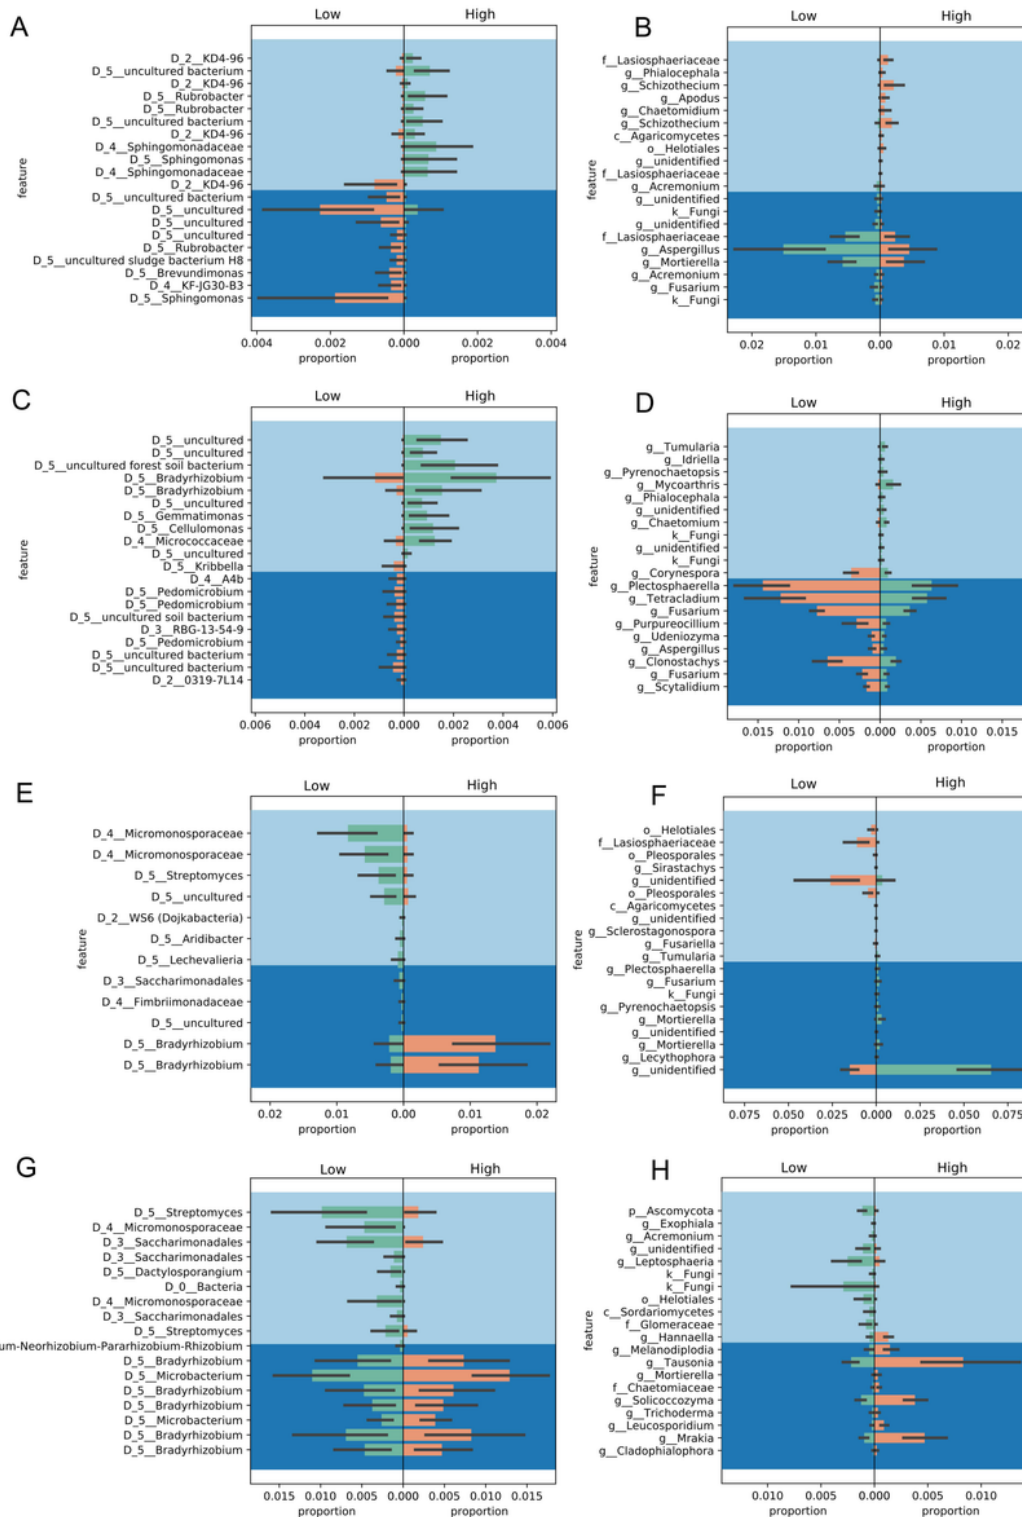 A
Low High
D_2__KD4-96
D_5__uncultured bacterium
D_2__KD4-96
D_5__Rubrobacter
D_5__Rubrobacter
D_5__uncultured bacterium
D_2__KD4-96
D_4__Sphingomonadaceae
D_5__Sphingomonas
D_4__Sphingomonadaceae
D_2__KD4-96
D_5__uncultured bacterium
D_5__uncultured
D_5__uncultured
D_5__uncultured
D_5__Rubrobacter
D_5__uncultured sludge bacterium H8
D_5__Brevundimonas
D_4__KF-JG30-B3
D_5__Sphingomonas
feature
0.004 0.002 0.000 0.002 0.004
proportion proportion
B
Low High
f__Lasiosphaeriaceae
g__Phialocephala
g__Schizothecium
g__Apodus
g__Chaetomidium
g__Schizothecium
c__Agaricomycetes
o__Helotiales
g__unidentified
f__Lasiosphaeriaceae
g__Acremonium
g__unidentified
k__Fungi
g__unidentified
f__Lasiosphaeriaceae
g__Aspergillus
g__Mortierella
g__Acremonium
g__Fusarium
k__Fungi
feature
0.02 0.01 0.00 0.01 0.02
proportion proportion
C
Low High
D_5__uncultured
D_5__uncultured
D_5__uncultured forest soil bacterium
D_5__Bradyrhizobium
D_5__Bradyrhizobium
D_5__uncultured
D_5__Gemmatimonas
D_5__Cellulomonas
D_4__Micrococcaceae
D_5__uncultured
D_5__Kribbella
D_4__A4b
D_5__Pedomicrobium
D_5__Pedomicrobium
D_5__uncultured soil bacterium
D_3__RBG-13-54-9
D_5__Pedomicrobium
D_5__uncultured bacterium
D_5__uncultured bacterium
D_2__0319-7L14
feature
0.006 0.004 0.002 0.000 0.002 0.004 0.006
proportion proportion
D
Low High
g__Tumularia
g__Idriella
g__Pyrenochaetopsis
g__Mycoarthris
g__Phialocephala
g__unidentified
g__Chaetomium
k__Fungi
g__unidentified
k__Fungi
g__Corynespora
g__Plectosphaerella
g__Tetracladium
g__Fusarium
g__Purpureocillium
g__Udeniozyma
g__Aspergillus
g__Clonostachys
g__Fusarium
g__Scytalidium
feature
0.015 0.010 0.005 0.000 0.005 0.010 0.015
proportion proportion
E
Low High
D_4__Micromonosporaceae
D_4__Micromonosporaceae
D_5__Streptomyces
D_5__uncultured
D_2__WS6 (Dojkabacteria)
D_5__Aridibacter
D_5__Lechevalieria
D_3__Saccharimonadales
D_4__Fimbriimonadaceae
D_5__uncultured
D_5__Bradyrhizobium
D_5__Bradyrhizobium
feature
0.02 0.01 0.00 0.01 0.02
proportion proportion
F
Low High
o__Helotiales
f__Lasiosphaeriaceae
o__Pleosporales
g__Sirastachys
g__unidentified
o__Pleosporales
c__Agaricomycetes
g__unidentified
g__Sclerostagonospora
g__Fusariella
g__Tumularia
g__Plectosphaerella
g__Fusarium
k__Fungi
g__Pyrenochaetopsis
g__Mortierella
g__unidentified
g__Mortierella
g__Lecythophora
g__unidentified
feature
0.075 0.050 0.025 0.000 0.025 0.050 0.075
proportion proportion
G
Low High
D_5__Streptomyces
D_4__Micromonosporaceae
D_3__Saccharimonadales
D_3__Saccharimonadales
D_5__Dactylosporangium
D_0__Bacteria
D_4__Micromonosporaceae
D_3__Saccharimonadales
D_5__Streptomyces
um-Neorhizobium-Pararhizobium-Rhizobium
D_5__Bradyrhizobium
D_5__Microbacterium
D_5__Bradyrhizobium
D_5__Bradyrhizobium
D_5__Microbacterium
D_5__Bradyrhizobium
D_5__Bradyrhizobium
0.015 0.010 0.005 0.000 0.005 0.010 0.015
proportion proportion
H
Low High
p__Ascomycota
g__Exophiala
g__Acremonium
g__unidentified
g__Leptosphaeria
k__Fungi
k__Fungi
o__Helotiales
c__Sordariomycetes
f__Glomeraceae
g__Hannaella
g__Melanodiplodia
g__Tausonia
g__Mortierella
f__Chaetomiaceae
g__Solicoccozyma
g__Trichoderma
g__Leucosporidium
g__Mrakia
g__Cladophialophora
feature
0.010 0.005 0.000 0.005 0.010
proportion proportion